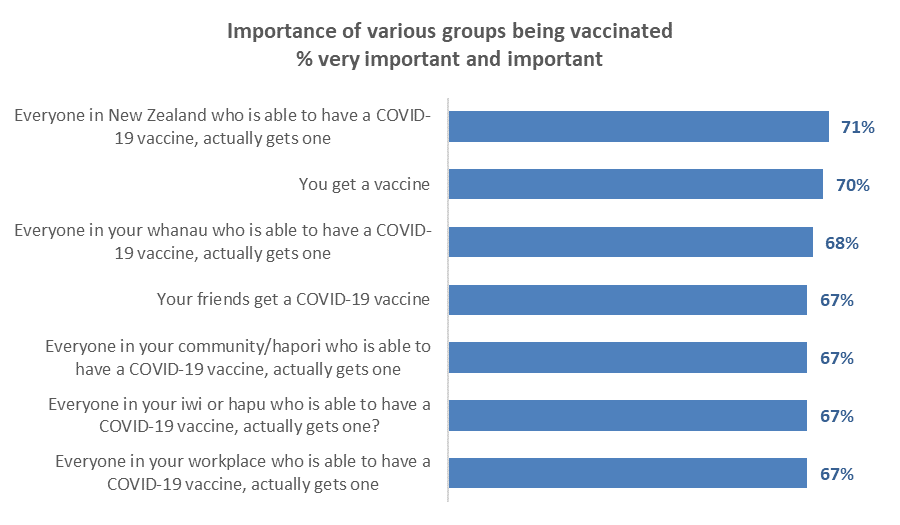 Importance of various groups being vaccinated
% very important and important
Everyone in New Zealand who is able to have a COVID-
19 vaccine, actually gets one
71%
You get a vaccine
70%
Everyone in your whanau who is able to have a COVID-
19 vaccine, actually gets one
68%
Your friends get a COVID-19 vaccine
67%
Everyone in your community/hapori who is able to
have a COVID-19 vaccine, actually gets one
67%
Everyone in your iwi or hapu who is able to have a
COVID-19 vaccine, actually gets one?
67%
Everyone in your workplace who is able to have a
COVID-19 vaccine, actually gets one
67%